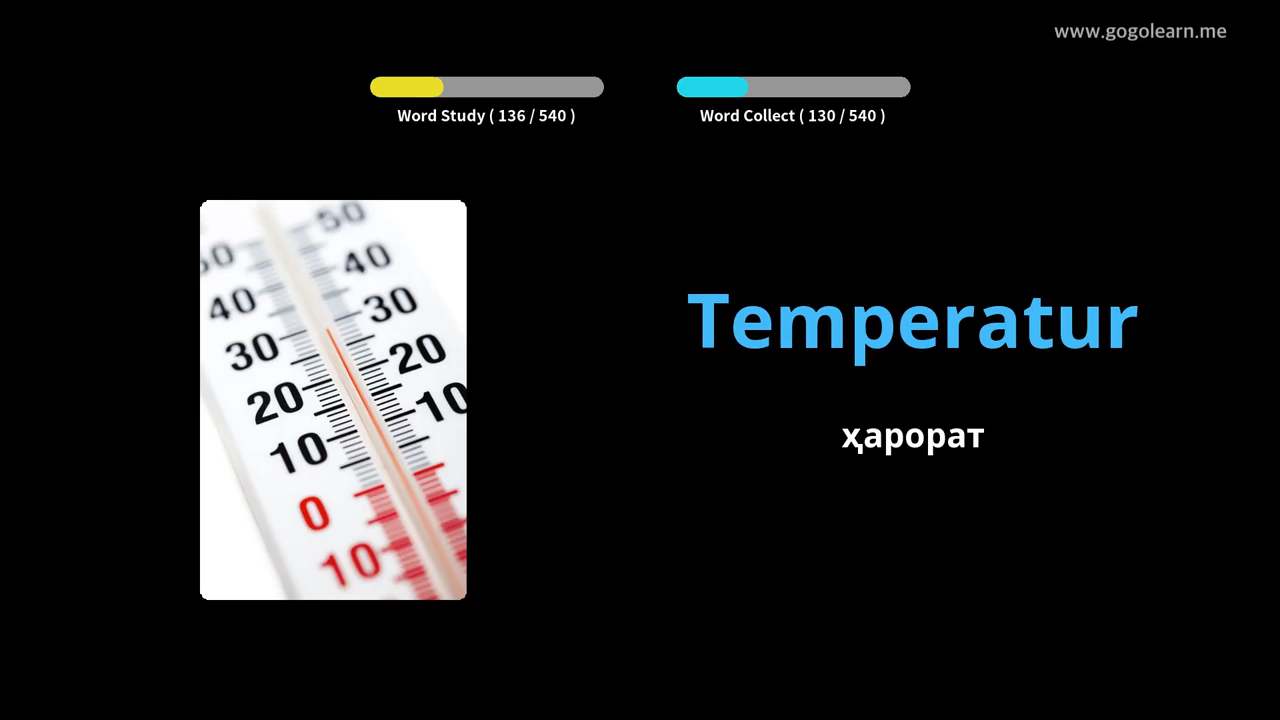 www.gogolearn.me
Word Study ( 136 / 540 )
Word Collect ( 130 / 540 )
50
50
40
40
30
30
20
20
10
10
0
10
Temperatur
ҳарорат